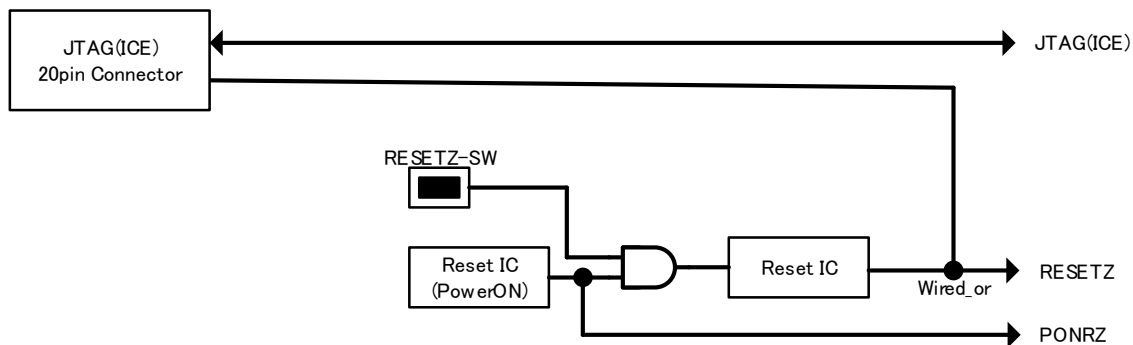 JTAG(ICE)
20pin Connector
JTAG(ICE)
RESETZ-SW
Reset IC
(PowerON)
Reset IC
Wired_or
RESETZ
PONRZ